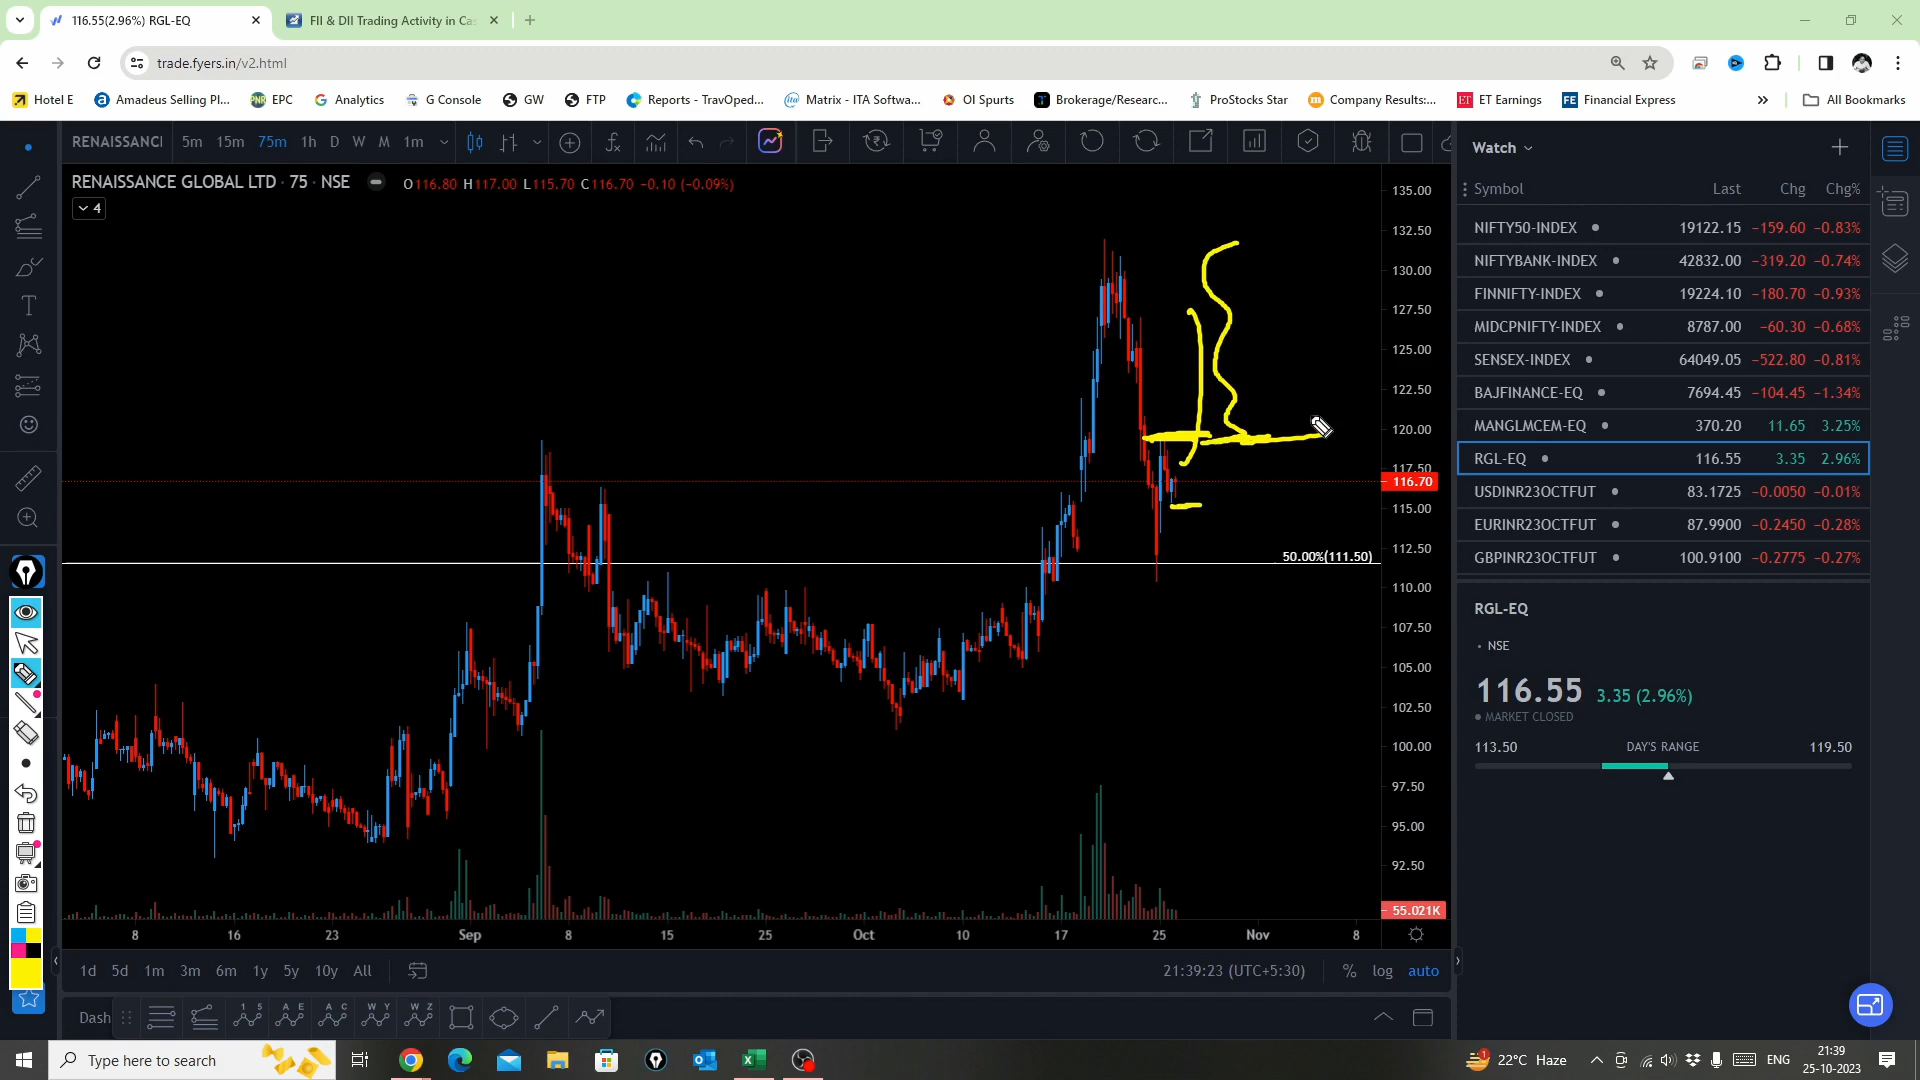 116.55(2.96%) RGL-EQ
FII & DII Trading Activity in Ca
trade.fyers.in/v2.html
Hotel E
Amadeus Selling Pl...
EPC
Analytics
G Console
GW
FTP
Reports - TravOped...
Matrix - ITA Softwa...
OI Spurts
Brokerage/Researc...
ProStocks Star
Company Results:...
ET Earnings
Financial Express
All Bookmarks
RENAISSANCI 5m 15m 75m 1h D W M 1m
RENAISSANCE GLOBAL LTD · 75 · NSE O116.80 H117.00 L115.70 C116.70 -0.10 (-0.09%)
4
135.00
132.50
130.00
127.50
125.00
122.50
120.00
117.50
116.70
115.00
112.50
50.00%(111.50)
110.00
107.50
105.00
102.50
100.00
97.50
95.00
92.50
55.021K
8 16 23 Sep 8 15 25 Oct 10 17 25 Nov 8
1d 5d 1m 3m 6m 1y 5y 10y All
21:39:23 (UTC+5:30) % log auto
Dash
1 5
A E
A C
W Y
W Z
Watch
Symbol Last Chg Chg%
NIFTY50-INDEX 19122.15 -159.60 -0.83%
NIFTYBANK-INDEX 42832.00 -319.20 -0.74%
FINNIFTY-INDEX 19224.10 -180.70 -0.93%
MIDCPNIFTY-INDEX 8787.00 -60.30 -0.68%
SENSEX-INDEX 64049.05 -522.80 -0.81%
BAJFINANCE-EQ 7694.45 -104.45 -1.34%
MANGLMCEM-EQ 370.20 11.65 3.25%
RGL-EQ 116.55 3.35 2.96%
USDINR23OCTFUT 83.1725 -0.0050 -0.01%
EURINR23OCTFUT 87.9900 -0.2450 -0.28%
GBPINR23OCTFUT 100.9100 -0.2775 -0.27%
RGL-EQ
NSE
116.55 3.35 (2.96%)
MARKET CLOSED
113.50 DAY'S RANGE 119.50
Type here to search
22°C Haze
ENG
21:39
25-10-2023